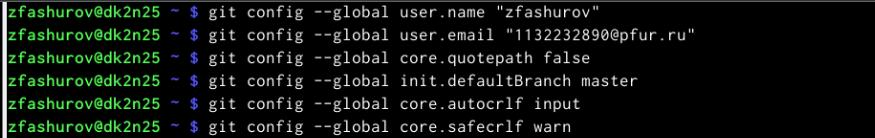 zfashurov@dk2n25 ~ $ git config --global user.name "zfashurov"
zfashurov@dk2n25 ~ $ git config --global user.email "1132232890@pfur.ru"
zfashurov@dk2n25 ~ $ git config --global core.quotepath false
zfashurov@dk2n25 ~ $ git config --global init.defaultBranch master
zfashurov@dk2n25 ~ $ git config --global core.autocrlf input
zfashurov@dk2n25 ~ $ git config --global core.safecrlf warn